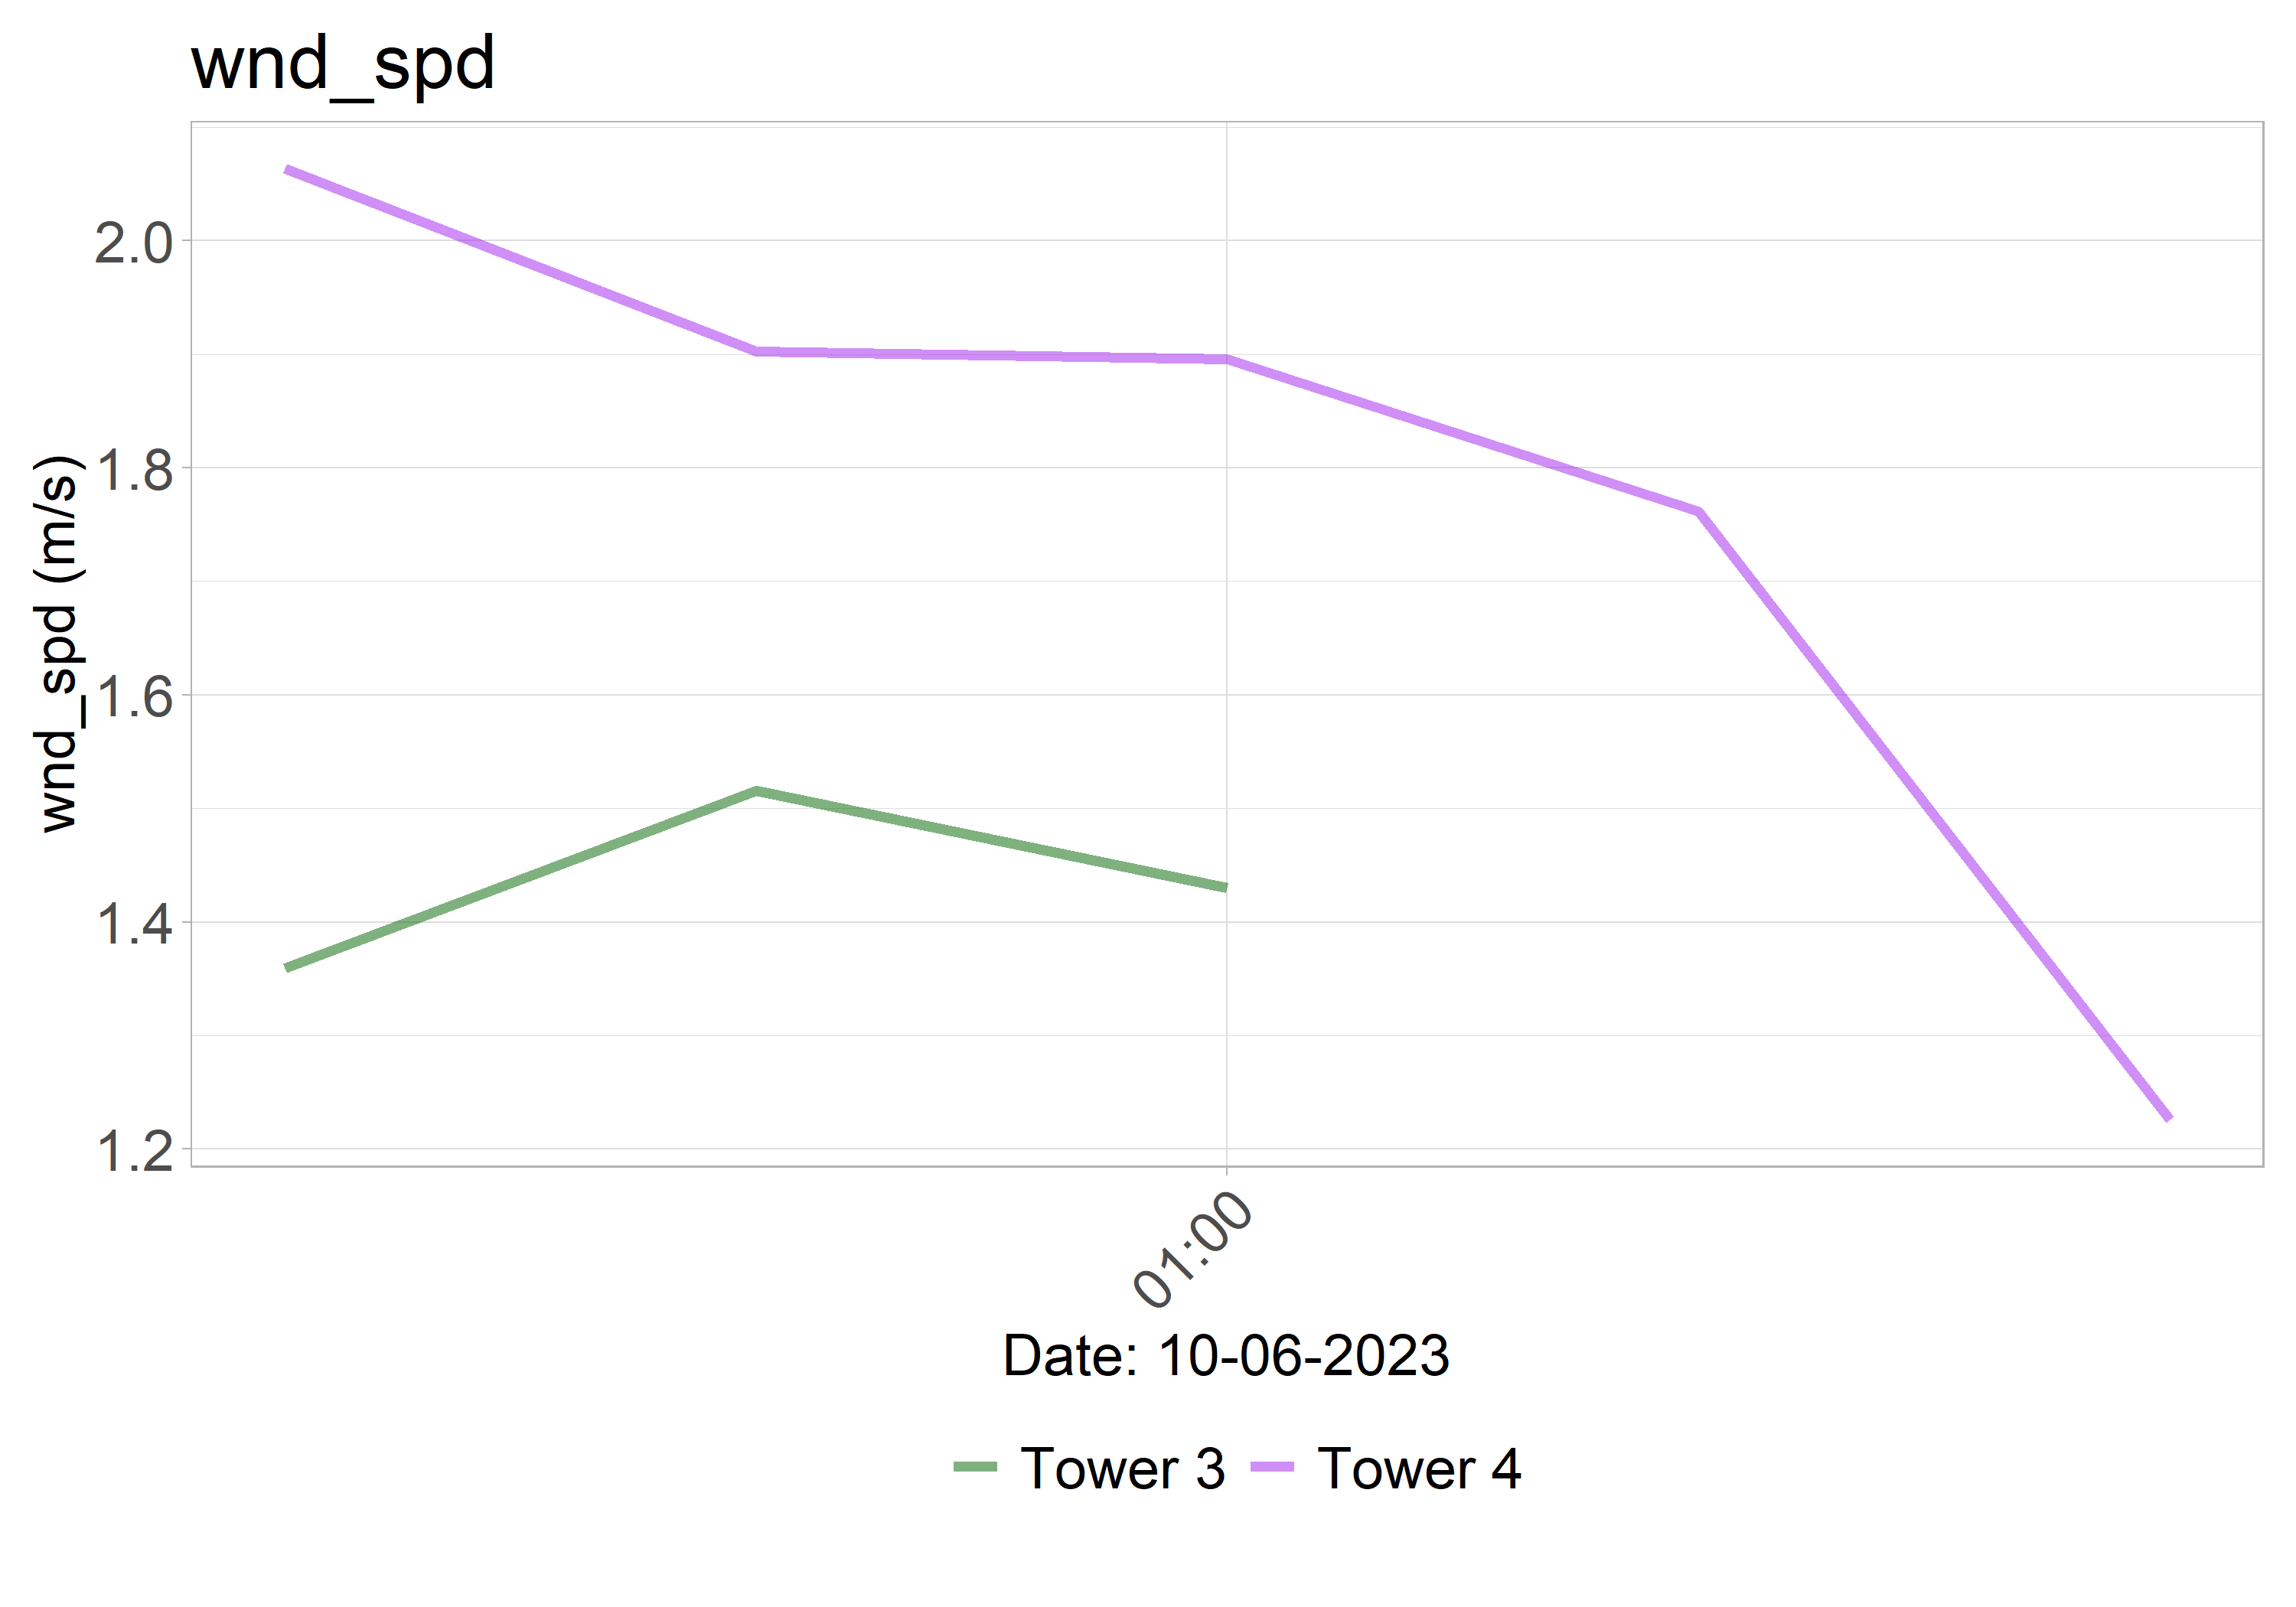 wnd_spd
wnd_spd (m/s)
2.0
1.8
1.6
1.4
1.2
01:00
Date: 10-06-2023
Tower 3 Tower 4